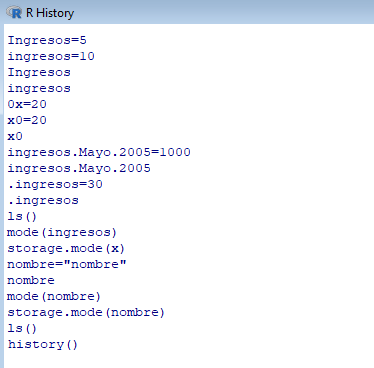 R History
Ingresos=5
ingresos=10
Ingresos
ingresos
0x=20
x0=20
x0
ingresos.Mayo.2005=1000
ingresos.Mayo.2005
.ingresos=30
.ingresos
ls()
mode(ingresos)
storage.mode(x)
nombre="nombre"
nombre
mode(nombre)
storage.mode(nombre)
ls()
history()